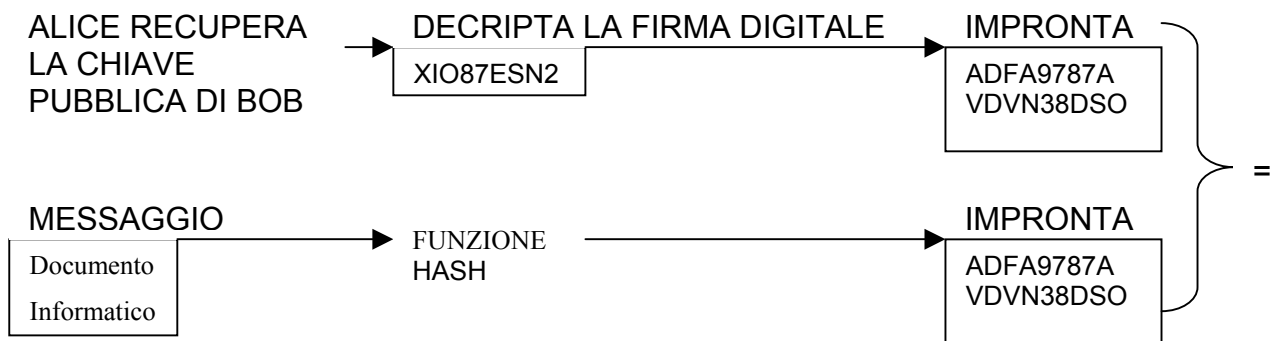 ALICE RECUPERA
LA CHIAVE
PUBBLICA DI BOB
DECRIPTA LA FIRMA DIGITALE
XIO87ESN2
IMPRONTA
ADFA9787A
VDVN38DSO
=
MESSAGGIO
Documento
Informatico
FUNZIONE
HASH
IMPRONTA
ADFA9787A
VDVN38DSO